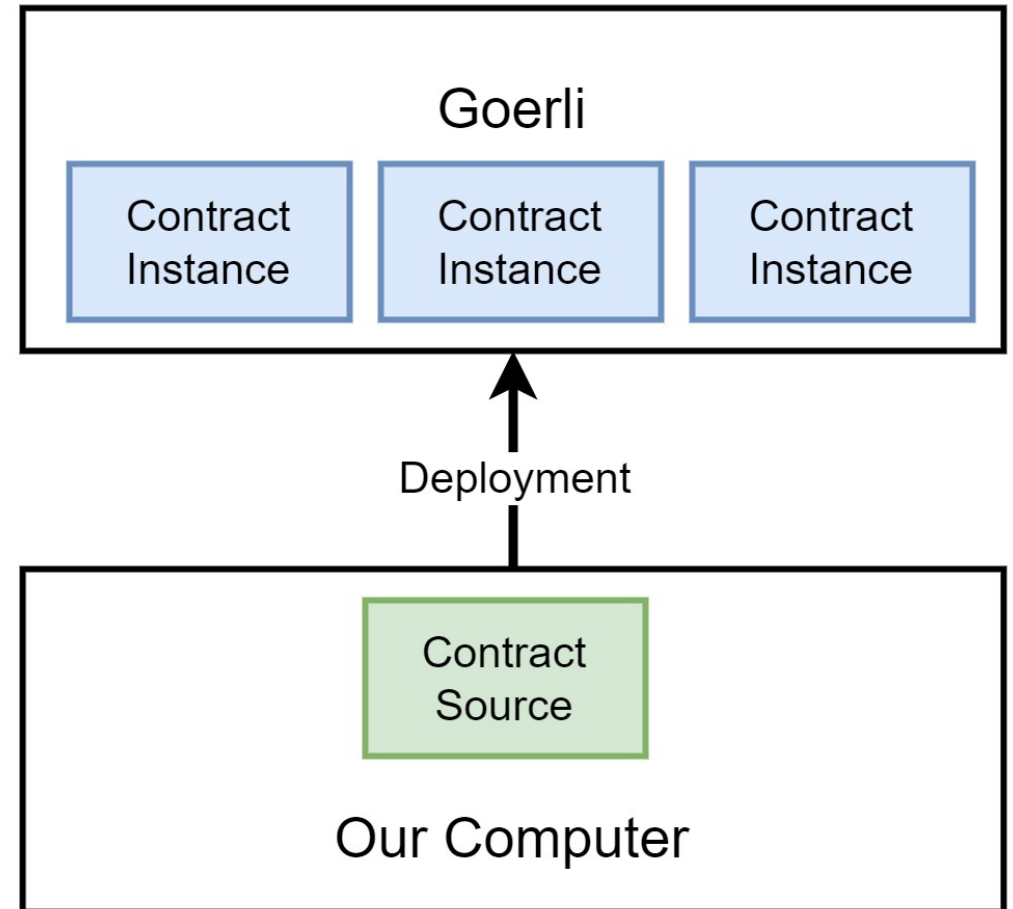 Goerli
Contract
Instance
Contract
Instance
Contract
Instance
Deployment
Contract
Source
Our Computer